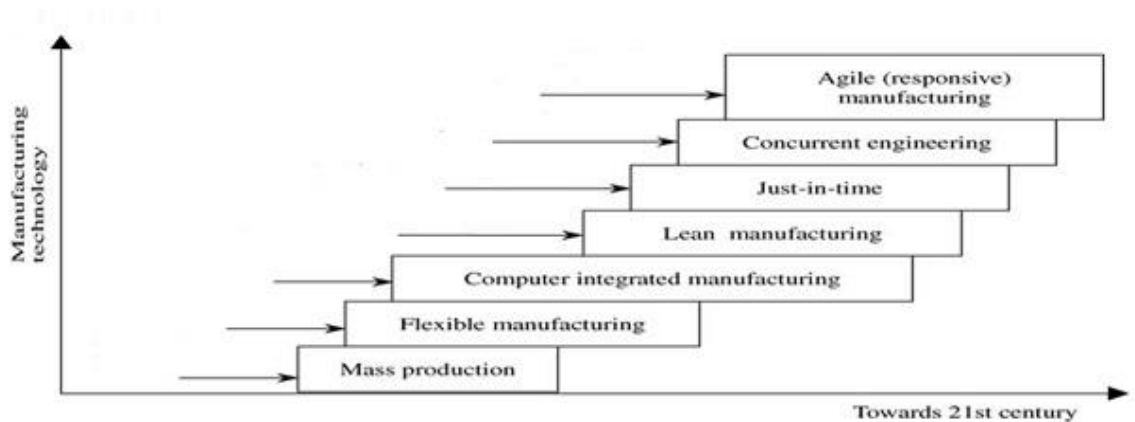 Agile (responsive)
manufacturing
Concurrent engineering
Just-in-time
Lean manufacturing
Computer integrated manufacturing
Flexible manufacturing
Mass production
Manufacturing
technology
Towards 21st century